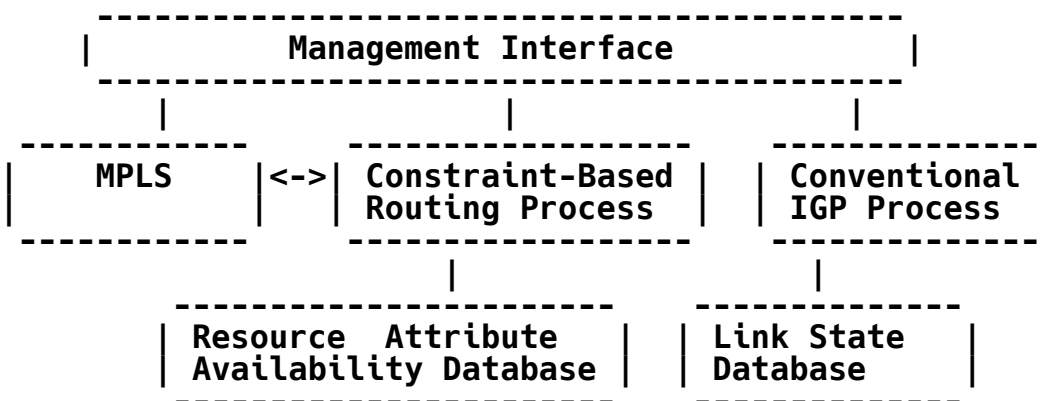 ------------------------------------------
|          Management Interface            |
------------------------------------------
|                 |                 |
------------     ------------------    --------------
|    MPLS    |<->| Constraint-Based |  | Conventional
|            |   | Routing Process  |  | IGP Process
------------     ------------------    --------------
|                  |
-----------------------    --------------
| Resource  Attribute   |  | Link State   |
| Availability Database |  | Database     |
-----------------------    --------------